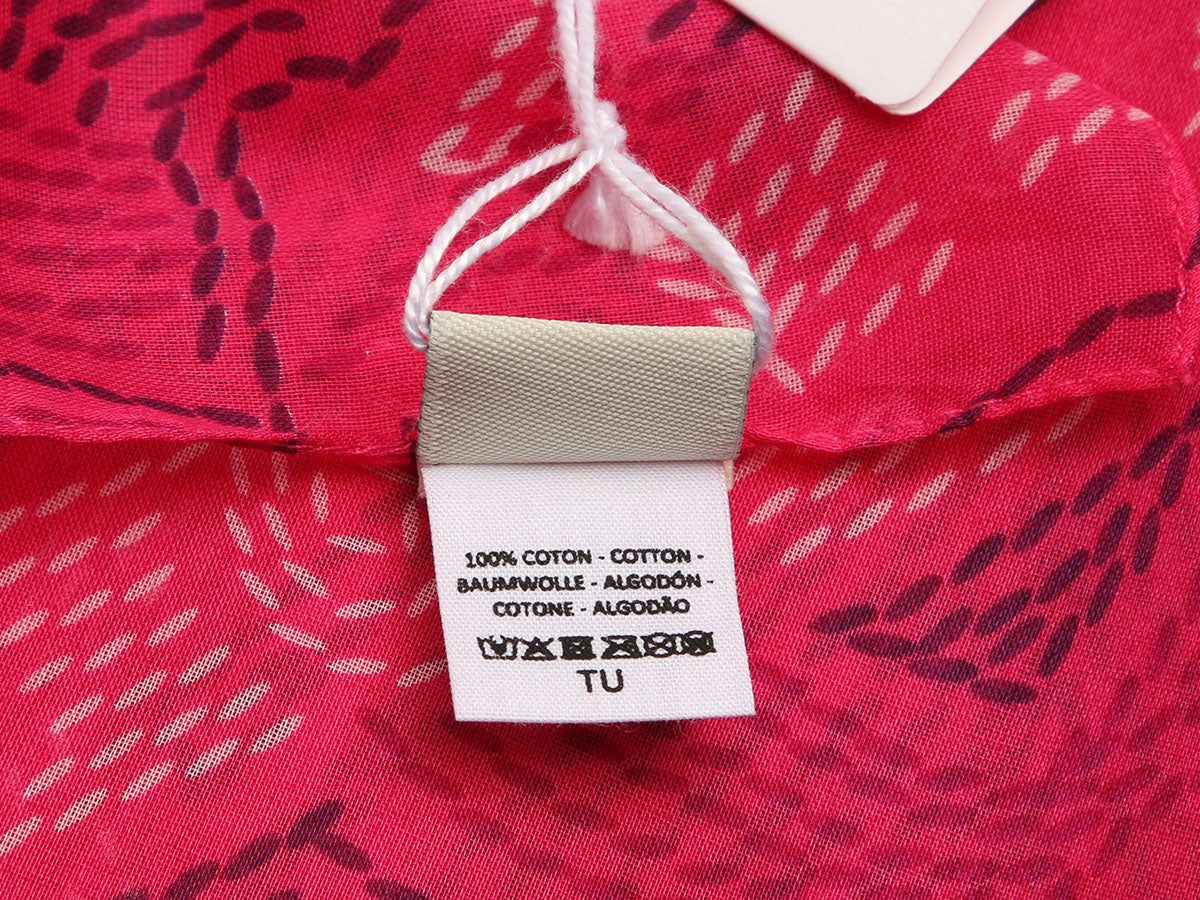 100% COTON - COTTON -
BAUMWOLLE - ALGODÓN -
COTONE - ALGODÃO
TU